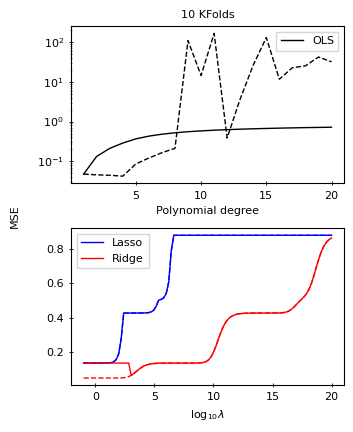 10 KFolds
OLS
10²
10¹
10⁰
10⁻¹
5 10 15 20
Polynomial degree
MSE
Lasso
Ridge
0.8
0.6
0.4
0.2
0 5 10 15 20
log₁₀λ